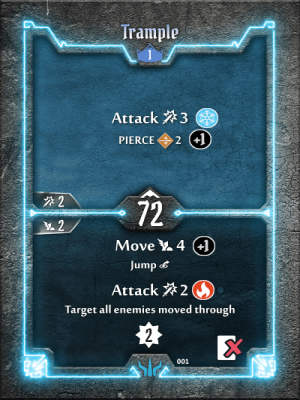 Trample
1
Attack 3
PIERCE 2 +1
2
72
2
Move 4 +1
Jump
Attack 2
Target all enemies moved through
2
001